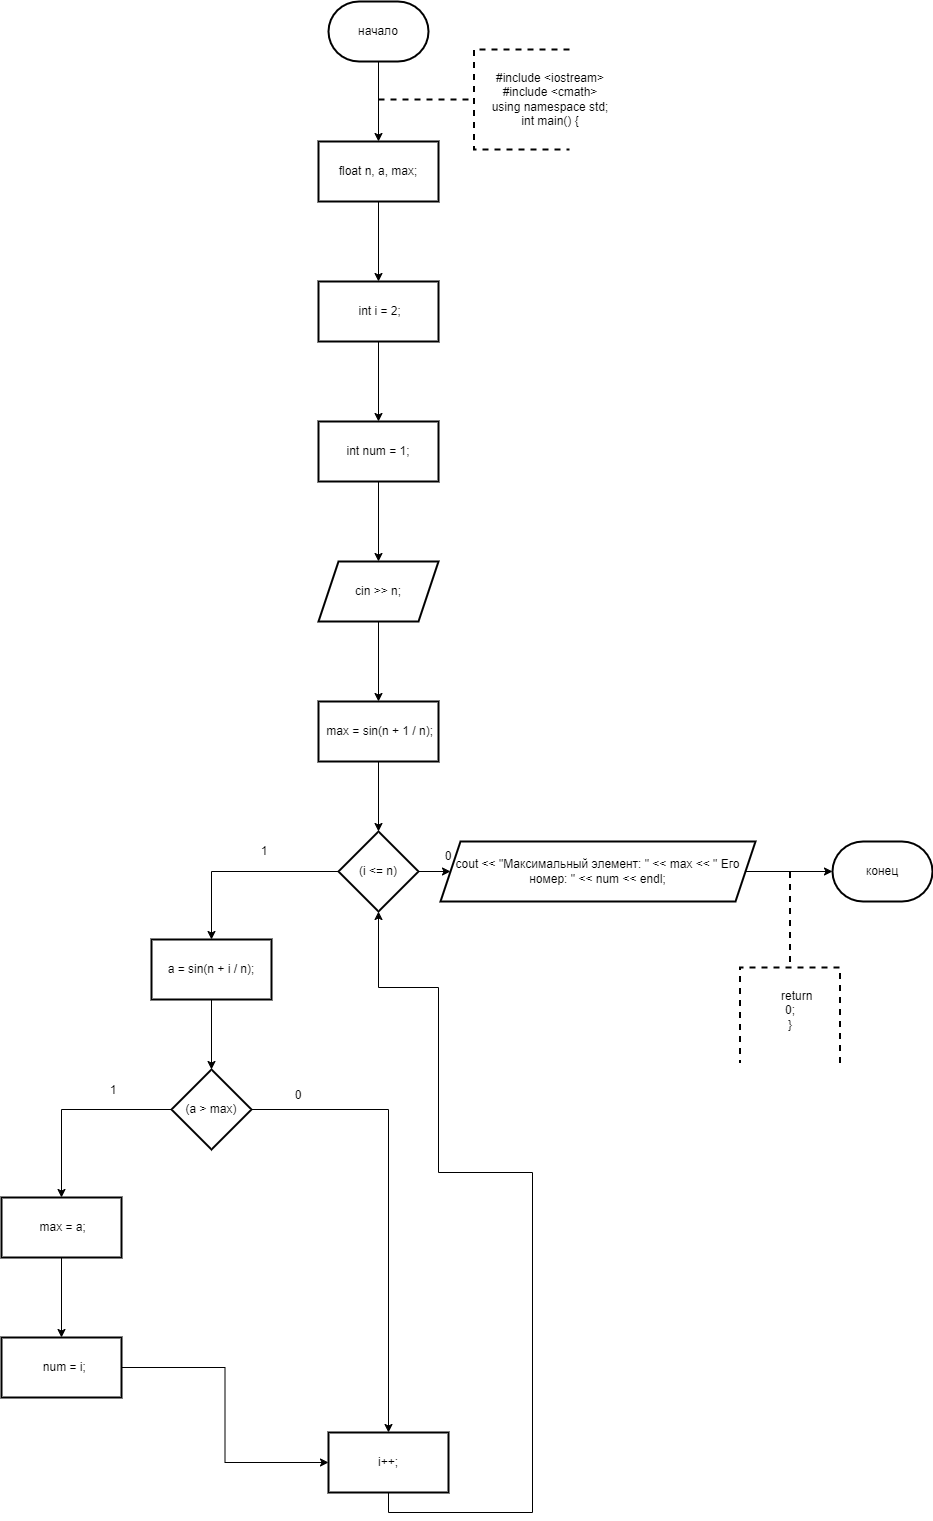 начало
#include <iostream>
#include <cmath>
using namespace std;
int main() {
float n, a, max;
int i = 2;
int num = 1;
cin >> n;
max = sin(n + 1 / n);
1
(i <= n)
0
cout << "Максимальный элемент: " << max << " Его
номер: " << num << endl;
конец
a = sin(n + i / n);
return
0;
}
1
(a > max)
0
max = a;
num = i;
i++;